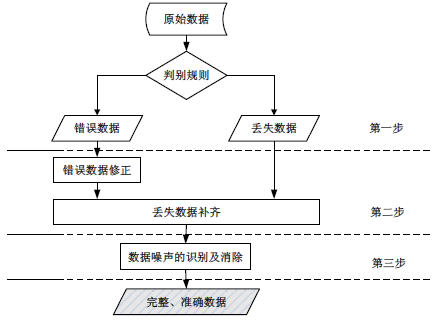 原始数据
判别规则
错误数据
丢失数据
第一步
错误数据修正
丢失数据补齐
第二步
数据噪声的识别及消除
第三步
完整、准确数据